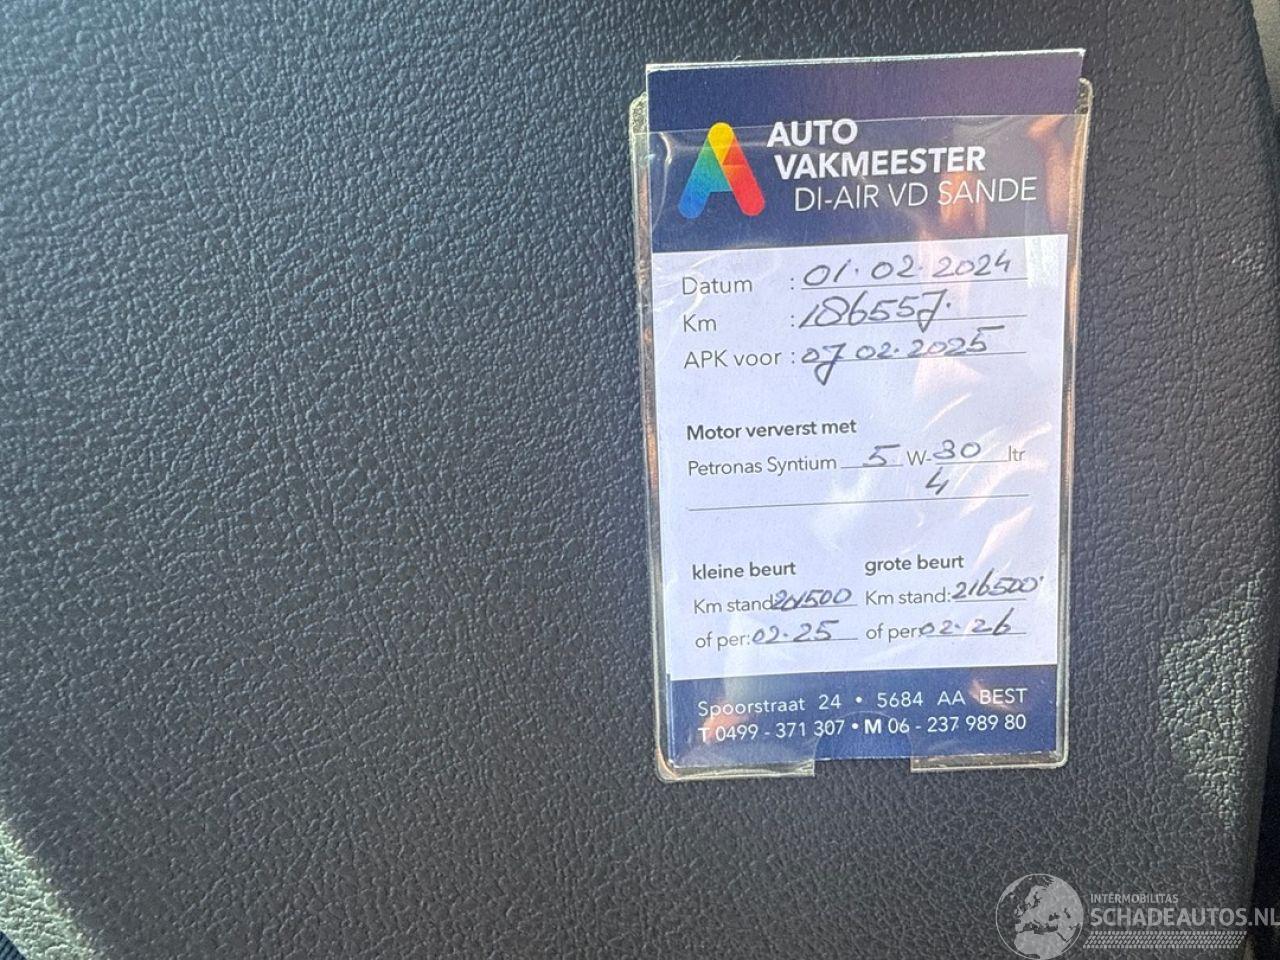 AUTO
VAKMEESTER
DI-AIR VD SANDE
Datum : 01.02.2024
Km : 186557.
APK voor : 07 02.2025
Motor ververst met
Petronas Syntium 5 W-30 ltr
4
kleine beurt grote beurt
Km stand: 201500 Km stand: 216500
of per: 02.25 of per: 02.26
Spoorstraat 24 • 5684 AA BEST
T 0499 - 371 307 • M 06 - 237 989 80
INTERMOBILITAS
SCHADEAUTOS.NL